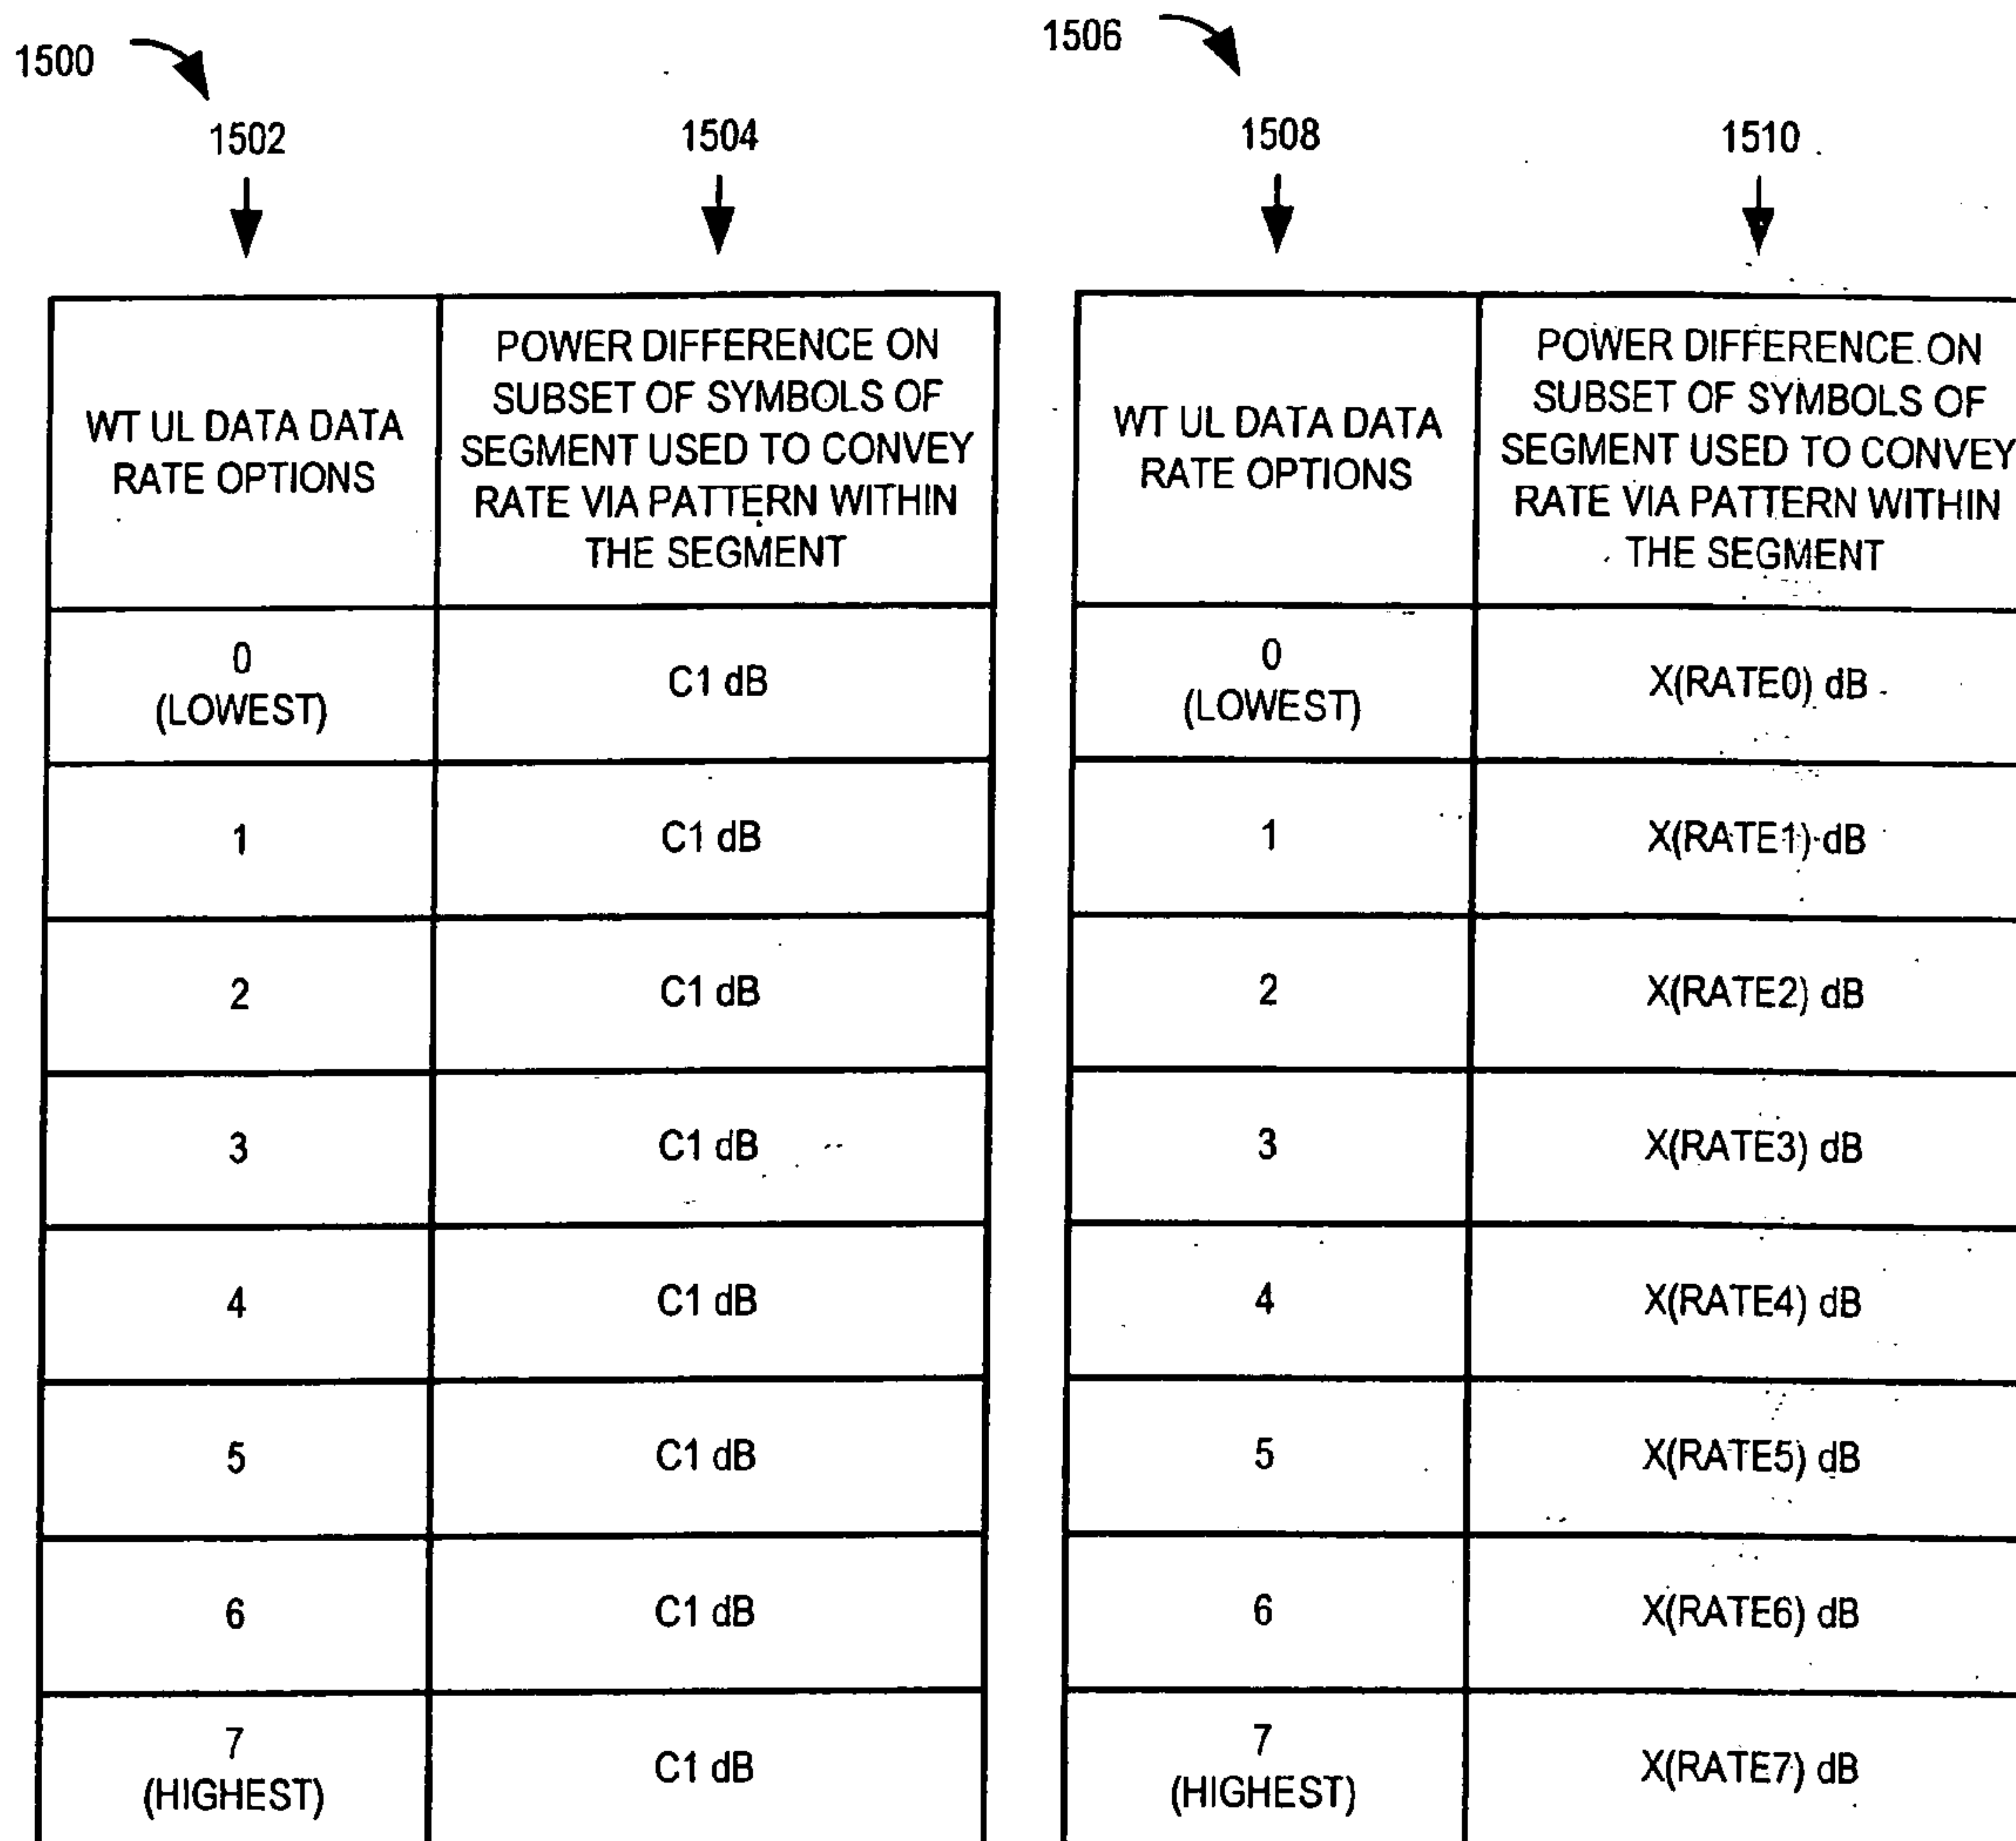 1500
1502
1504
WT UL DATA DATA
RATE OPTIONS
POWER DIFFERENCE ON
SUBSET OF SYMBOLS OF
SEGMENT USED TO CONVEY
RATE VIA PATTERN WITHIN
THE SEGMENT
0
(LOWEST)
C1 dB
1
C1 dB
2
C1 dB
3
C1 dB
4
C1 dB
5
C1 dB
6
C1 dB
7
(HIGHEST)
C1 dB
1506
1508
1510
WT UL DATA DATA
RATE OPTIONS
POWER DIFFERENCE ON
SUBSET OF SYMBOLS OF
SEGMENT USED TO CONVEY
RATE VIA PATTERN WITHIN
THE SEGMENT
0
(LOWEST)
X(RATE0) dB
1
X(RATE1) dB
2
X(RATE2) dB
3
X(RATE3) dB
4
X(RATE4) dB
5
X(RATE5) dB
6
X(RATE6) dB
7
(HIGHEST)
X(RATE7) dB